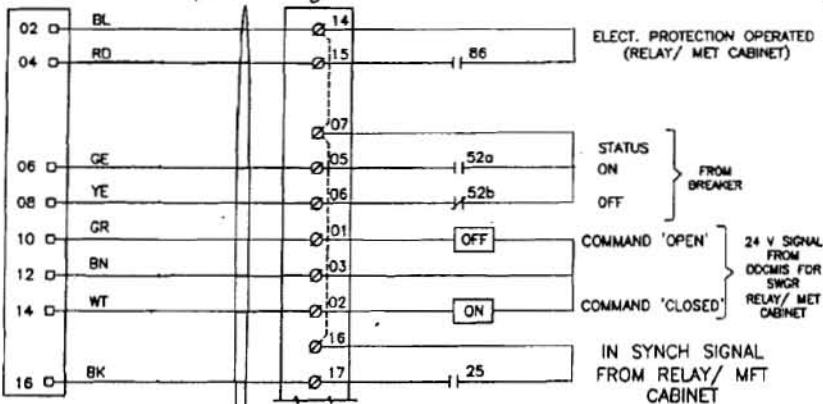 02 BL 14
ELECT. PROTECTION OPERATED
04 RD 15 86 (RELAY/ MET CABINET)
07
STATUS
06 GE 05 52a ON
FROM
BREAKER
08 YE 06 52b OFF
10 GR 01 OFF COMMAND 'OPEN'
12 BN 03
14 WT 02 ON COMMAND 'CLOSED'
24 V SIGNAL
FROM
DDCMIS FOR
SWGR
RELAY/ MET
CABINET
16
IN SYNCH SIGNAL
16 BK 17 25 FROM RELAY/ MFT
CABINET